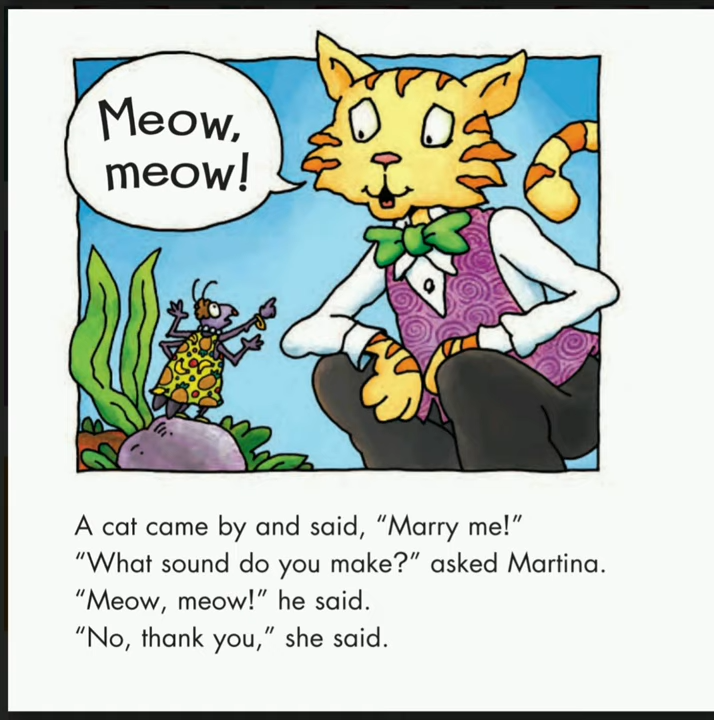 Meow,
meow!
A cat came by and said, “Marry me!”
“What sound do you make?” asked Martina.
“Meow, meow!” he said.
“No, thank you,” she said.